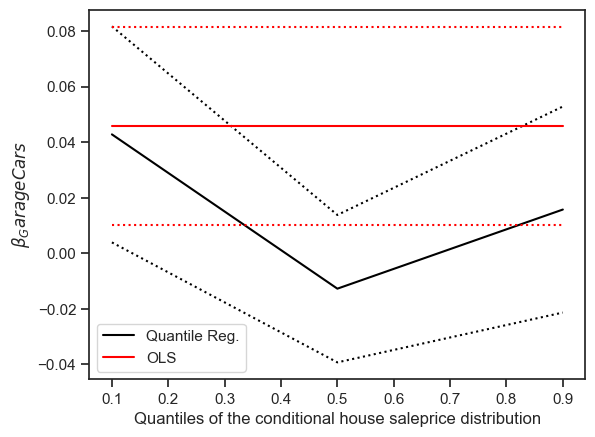 0.08
0.06
0.04
0.02
0.00
−0.02
−0.04
β_GarageCars
Quantile Reg.
OLS
0.1 0.2 0.3 0.4 0.5 0.6 0.7 0.8 0.9
Quantiles of the conditional house saleprice distribution